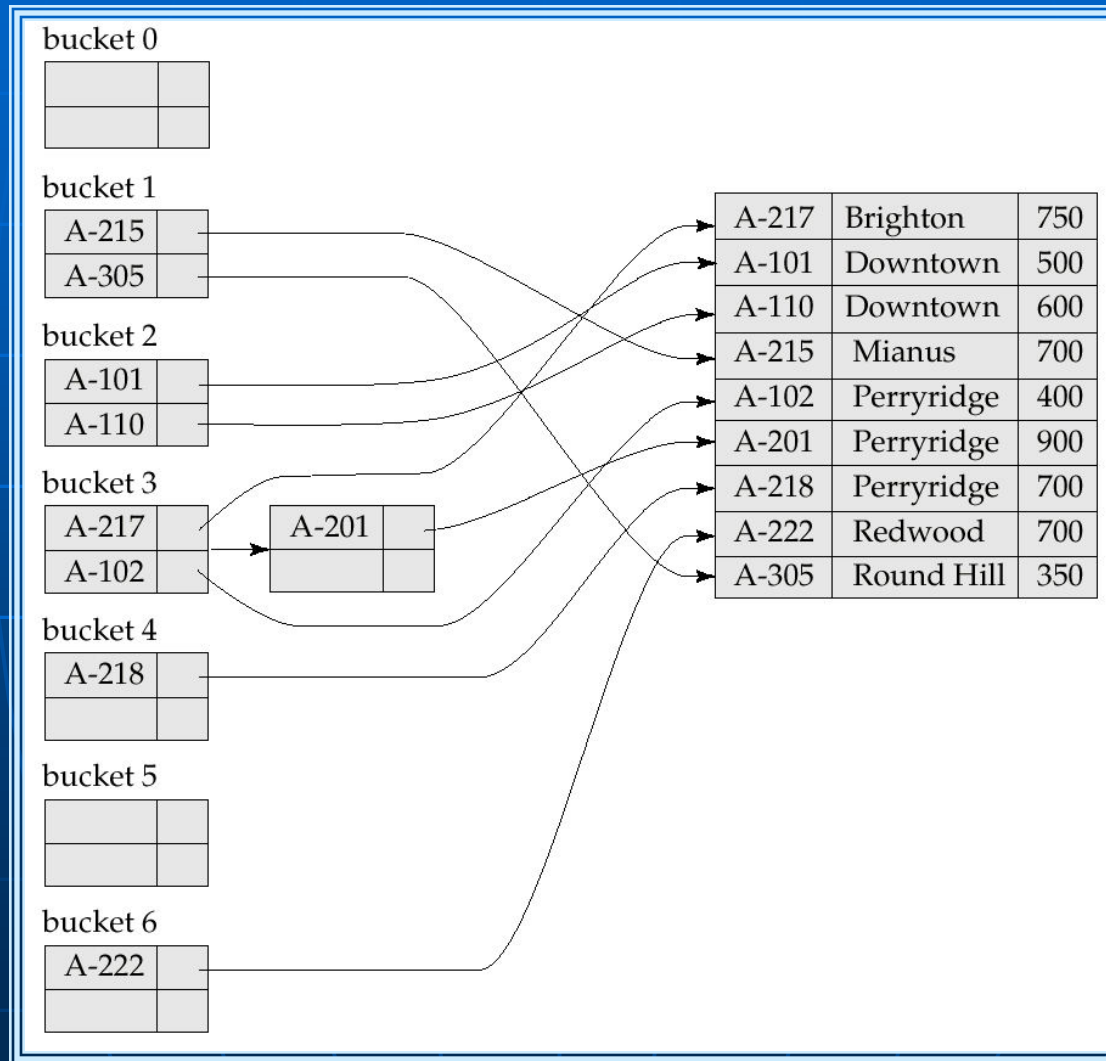 bucket 0
bucket 1
A-215
A-305
bucket 2
A-101
A-110
bucket 3
A-217
A-102
A-201
bucket 4
A-218
bucket 5
bucket 6
A-222
A-217 Brighton 750
A-101 Downtown 500
A-110 Downtown 600
A-215 Mianus 700
A-102 Perryridge 400
A-201 Perryridge 900
A-218 Perryridge 700
A-222 Redwood 700
A-305 Round Hill 350